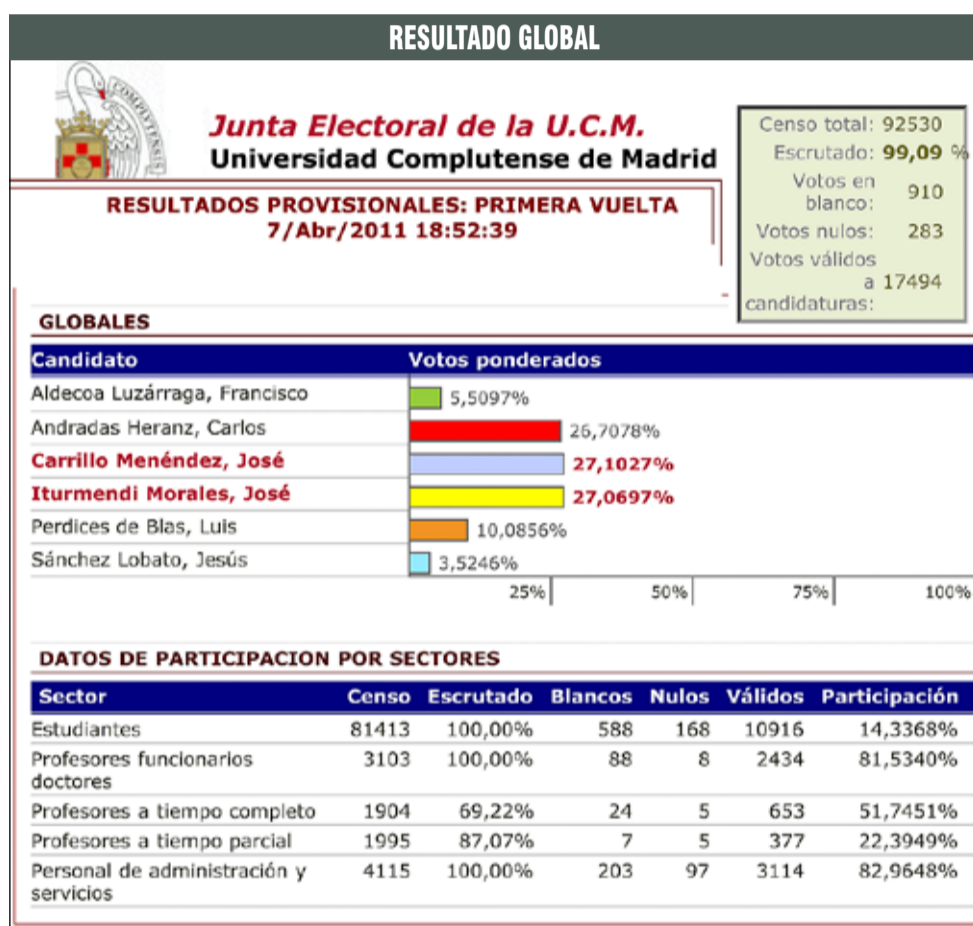 RESULTADO GLOBAL
COMPLUTENSIS
Junta Electoral de la U.C.M.
Universidad Complutense de Madrid
RESULTADOS PROVISIONALES: PRIMERA VUELTA
7/Abr/2011 18:52:39
Censo total: 92530
Escrutado: 99,09 %
Votos en blanco: 910
Votos nulos: 283
Votos válidos a candidaturas: 17494
GLOBALES
Candidato Votos ponderados
Aldecoa Luzárraga, Francisco 5,5097%
Andradas Heranz, Carlos 26,7078%
Carrillo Menéndez, José 27,1027%
Iturmendi Morales, José 27,0697%
Perdices de Blas, Luis 10,0856%
Sánchez Lobato, Jesús 3,5246%
25% 50% 75% 100%
DATOS DE PARTICIPACION POR SECTORES
Sector Censo Escrutado Blancos Nulos Válidos Participación
Estudiantes 81413 100,00% 588 168 10916 14,3368%
Profesores funcionarios doctores 3103 100,00% 88 8 2434 81,5340%
Profesores a tiempo completo 1904 69,22% 24 5 653 51,7451%
Profesores a tiempo parcial 1995 87,07% 7 5 377 22,3949%
Personal de administración y servicios 4115 100,00% 203 97 3114 82,9648%